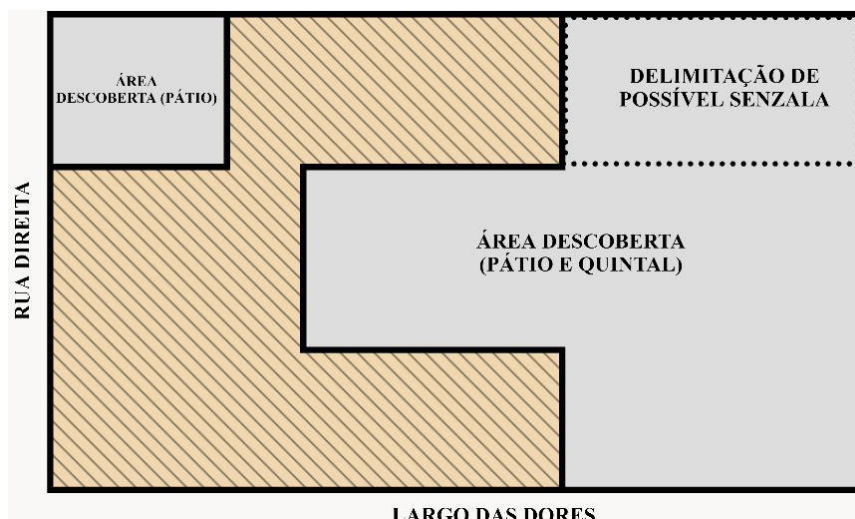 ÁREA
DESCOBERTA (PÁTIO)
DELIMITAÇÃO DE
POSSÍVEL SENZALA
ÁREA DESCOBERTA
(PÁTIO E QUINTAL)
RUA DIREITA
LARGO DAS DORES